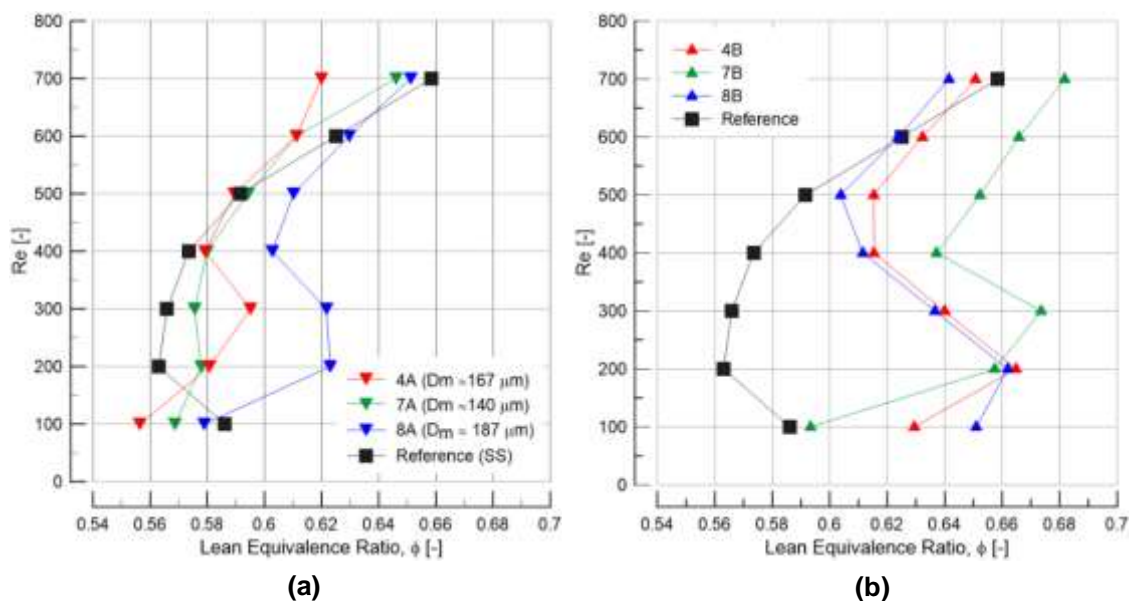 800
700
600
500
400
300
200
100
0
Re [-]
4A (Dm ≈167 μm)
7A (Dm ≈140 μm)
8A (Dm ≈ 187 μm)
Reference (SS)
0.54 0.56 0.58 0.6 0.62 0.64 0.66 0.68 0.7
Lean Equivalence Ratio, ϕ [-]
(a)
800
700
600
500
400
300
200
100
0
Re [-]
4B
7B
8B
Reference
0.54 0.56 0.58 0.6 0.62 0.64 0.66 0.68 0.7
Lean Equivalence Ratio, ϕ [-]
(b)